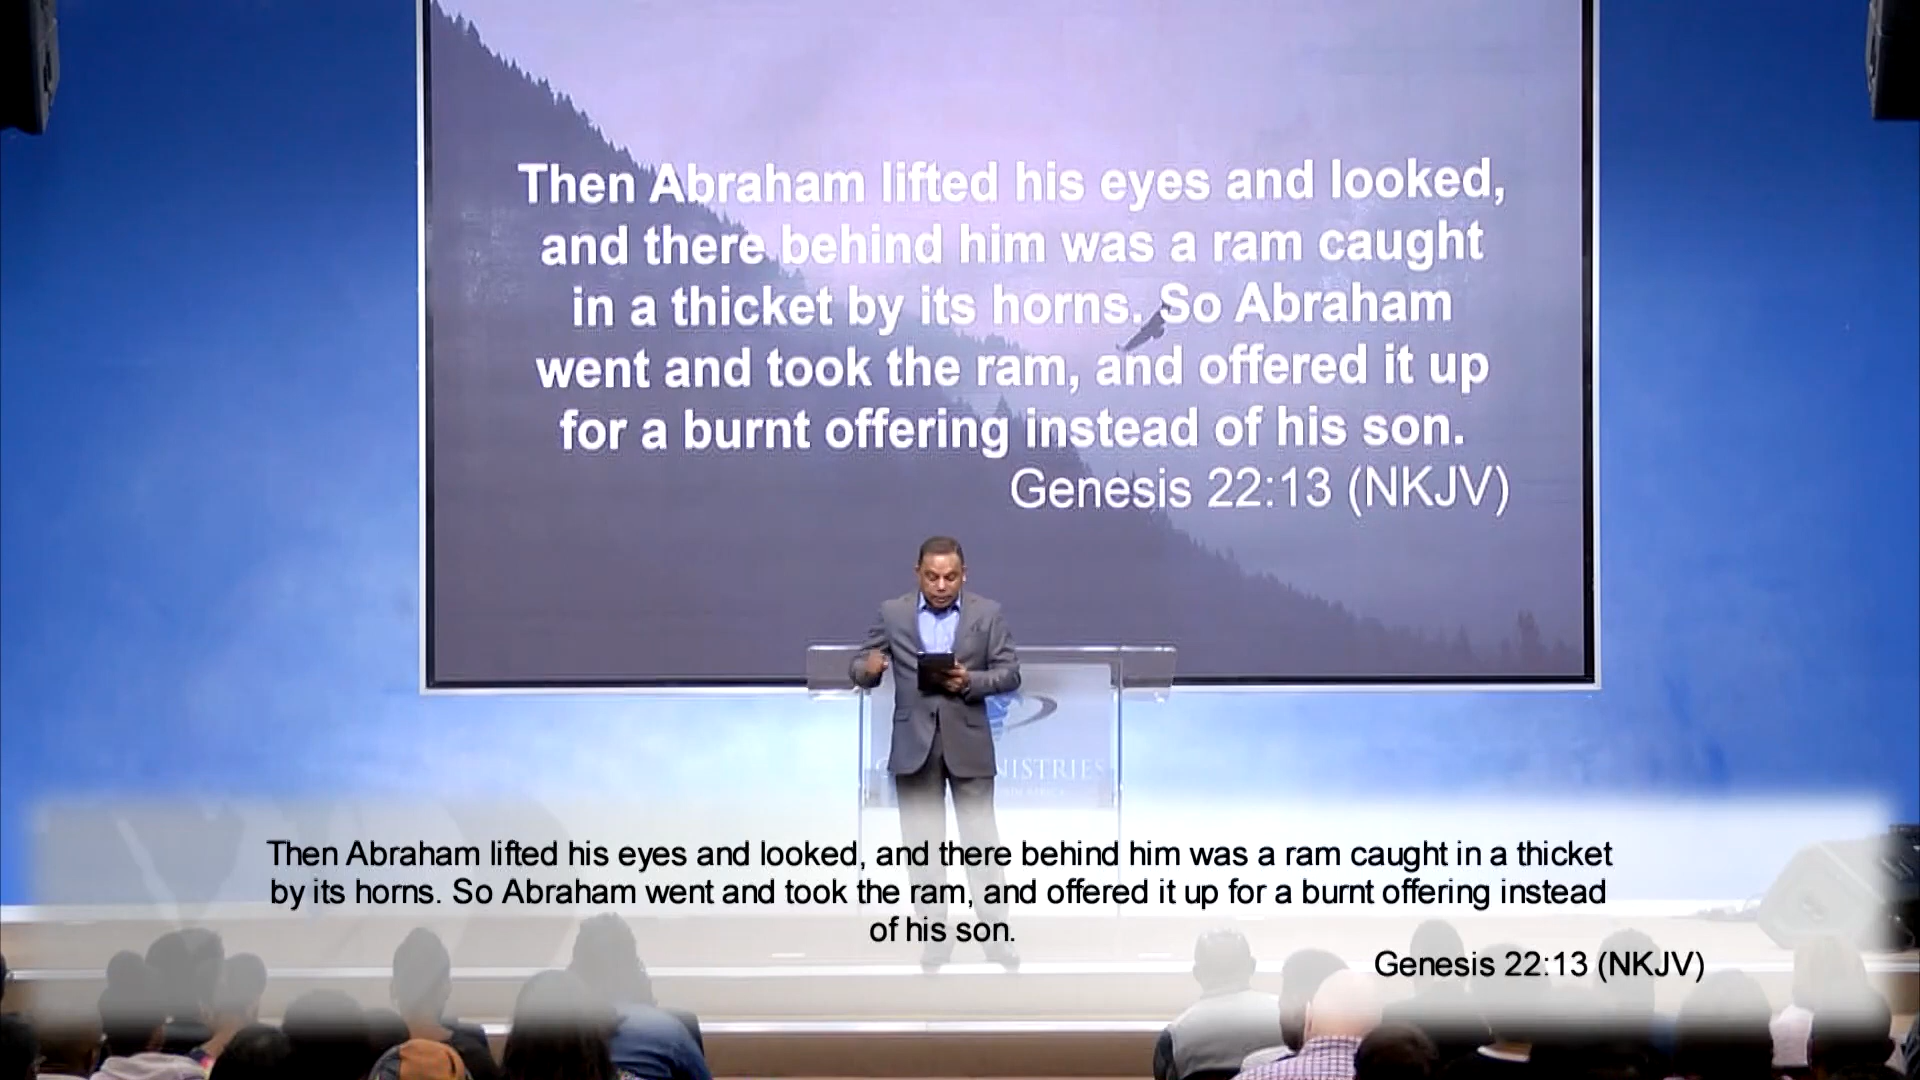 Then Abraham lifted his eyes and looked,
and there behind him was a ram caught
in a thicket by its horns. So Abraham
went and took the ram, and offered it up
for a burnt offering instead of his son.
Genesis 22:13 (NKJV)
Then Abraham lifted his eyes and looked, and there behind him was a ram caught in a thicket
by its horns. So Abraham went and took the ram, and offered it up for a burnt offering instead
of his son.
Genesis 22:13 (NKJV)